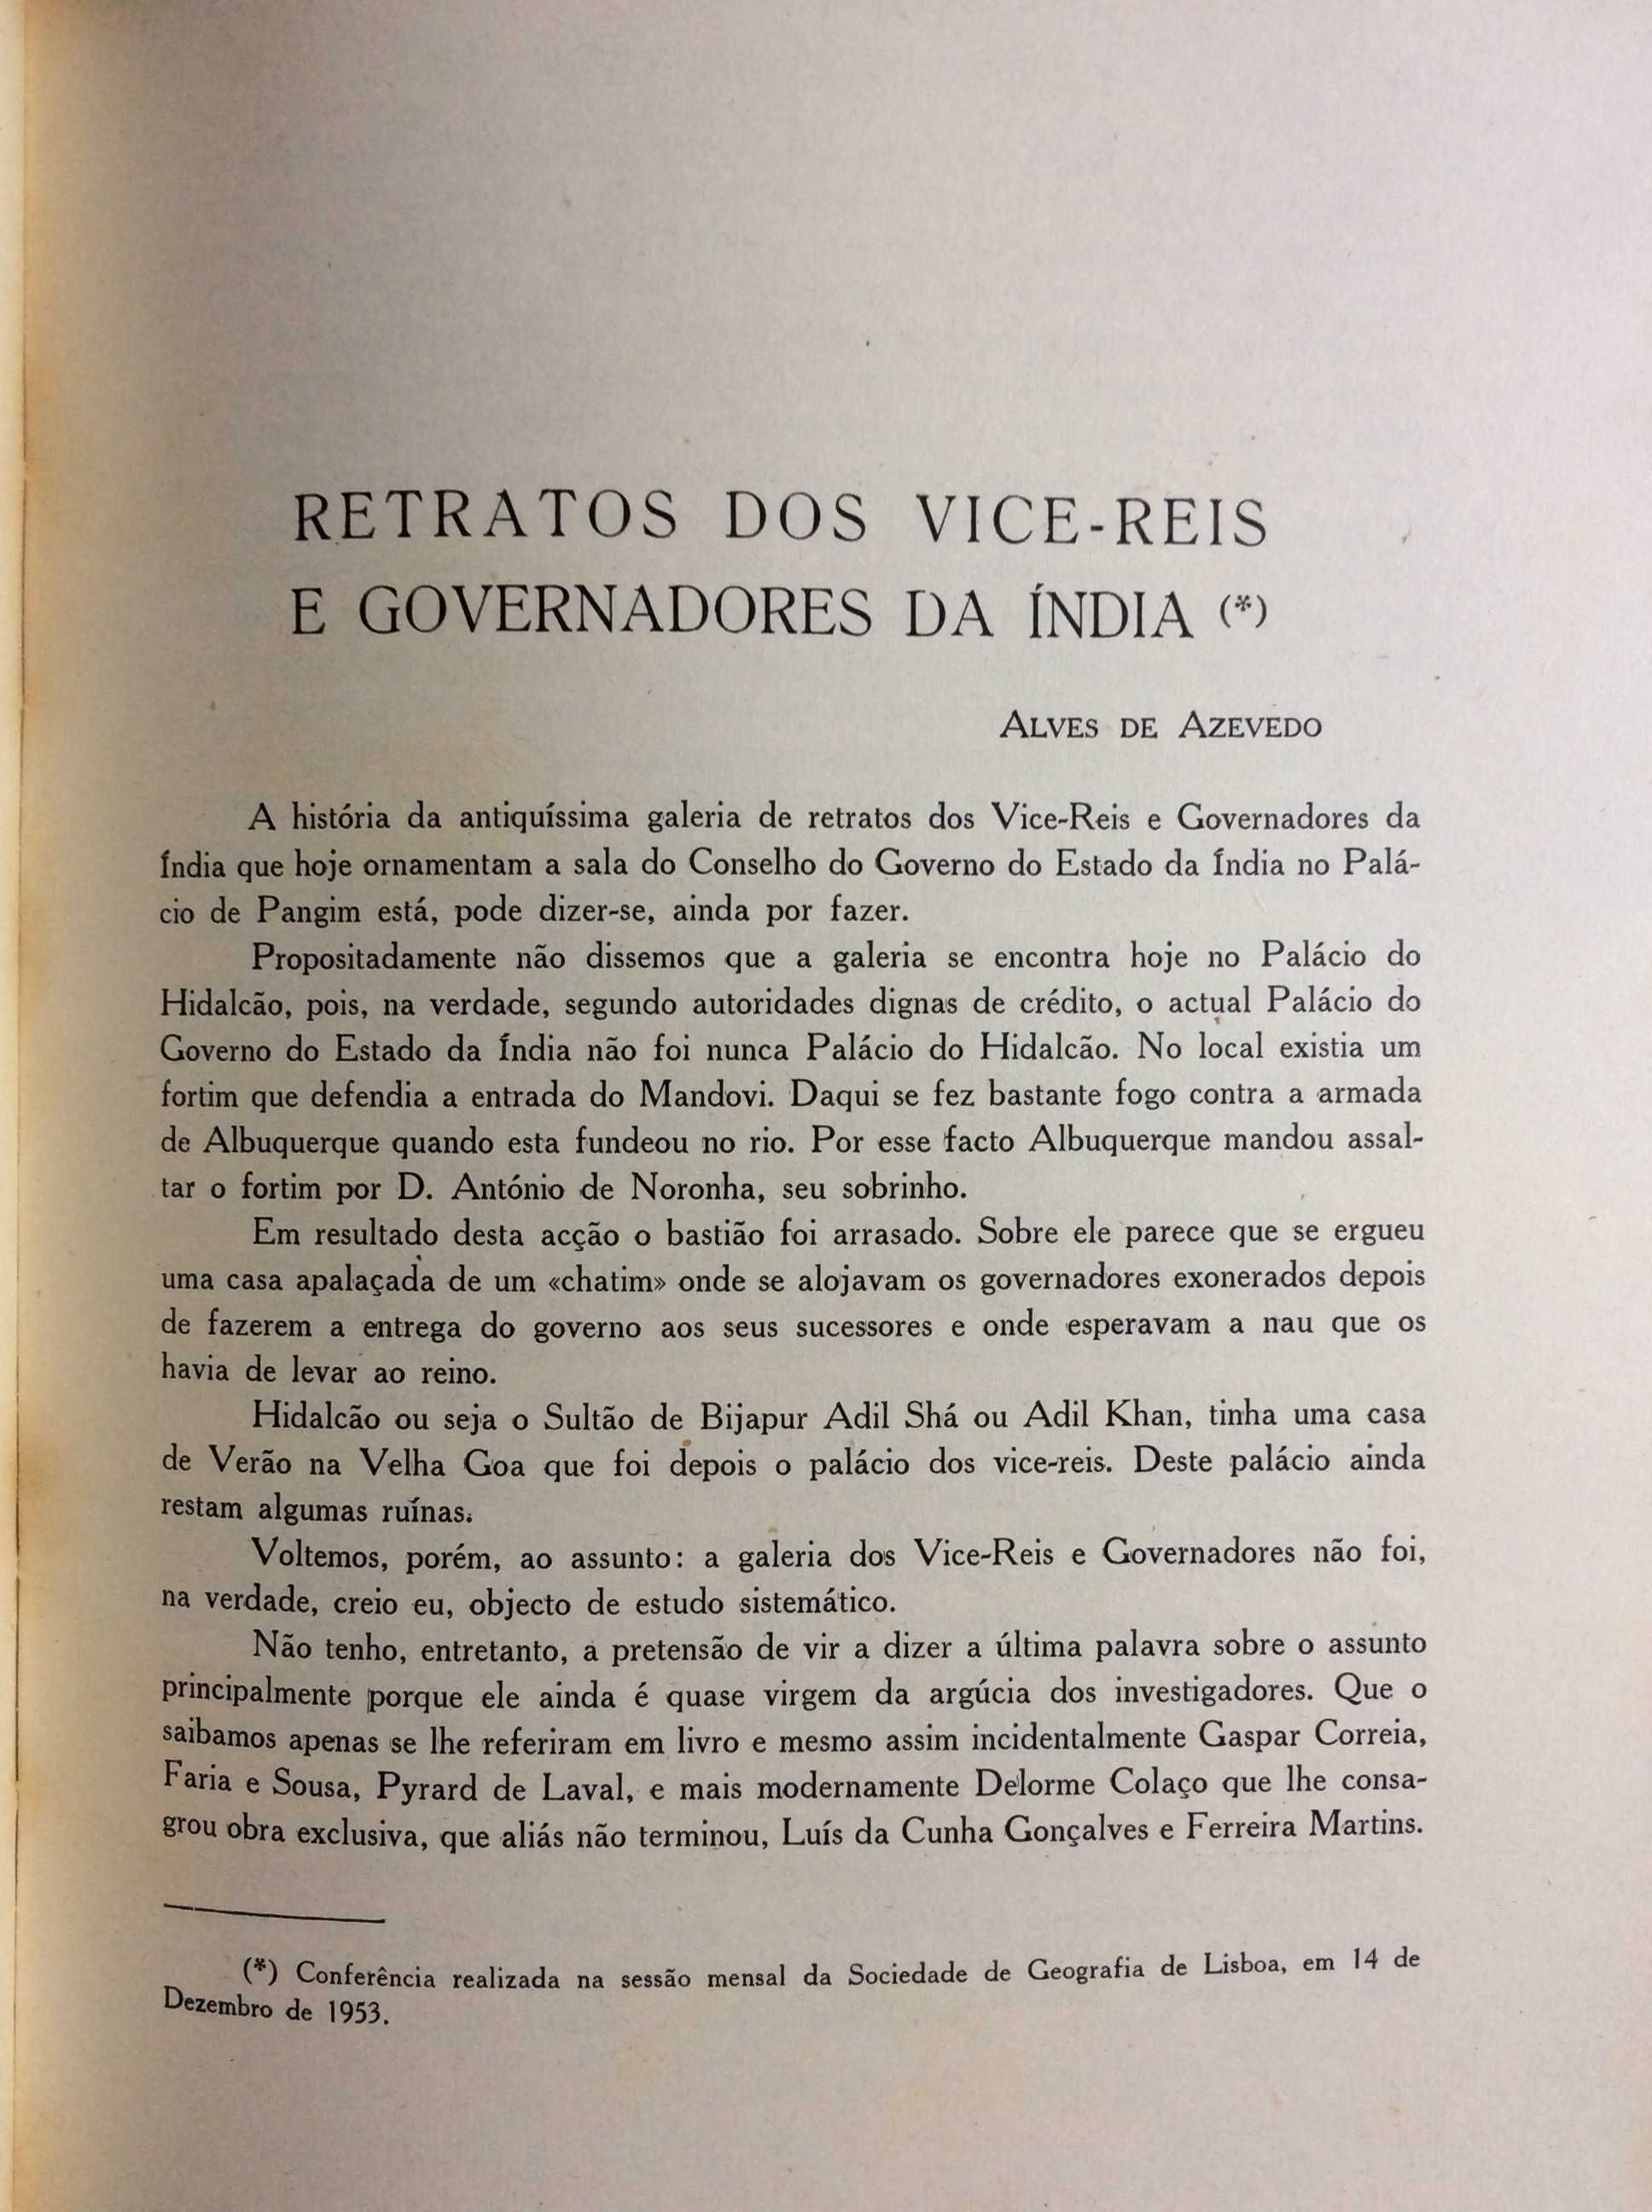 RETRATOS DOS VICE-REIS
E GOVERNADORES DA ÍNDIA (*)
ALVES DE AZEVEDO
A história da antiquíssima galeria de retratos dos Vice-Reis e Governadores da
Índia que hoje ornamentam a sala do Conselho do Governo do Estado da Índia no Palá-
cio de Pangim está, pode dizer-se, ainda por fazer.
Propositadamente não dissemos que a galeria se encontra hoje no Palácio do
Hidalcão, pois, na verdade, segundo autoridades dignas de crédito, o actual Palácio do
Governo do Estado da Índia não foi nunca Palácio do Hidalcão. No local existia um
fortim que defendia a entrada do Mandovi. Daqui se fez bastante fogo contra a armada
de Albuquerque quando esta fundeou no rio. Por esse facto Albuquerque mandou assal-
tar o fortim por D. António de Noronha, seu sobrinho.
Em resultado desta acção o bastião foi arrasado. Sobre ele parece que se ergueu
uma casa apalaçada de um «chatim» onde se alojavam os governadores exonerados depois
de fazerem a entrega do governo aos seus sucessores e onde esperavam a nau que os
havia de levar ao reino.
Hidalcão ou seja o Sultão de Bijapur Adil Shá ou Adil Khan, tinha uma casa
de Verão na Velha Goa que foi depois o palácio dos vice-reis. Deste palácio ainda
restam algumas ruínas.
Voltemos, porém, ao assunto: a galeria dos Vice-Reis e Governadores não foi,
na verdade, creio eu, objecto de estudo sistemático.
Não tenho, entretanto, a pretensão de vir a dizer a última palavra sobre o assunto
principalmente porque ele ainda é quase virgem da argúcia dos investigadores. Que o
saibamos apenas se lhe referiram em livro e mesmo assim incidentalmente Gaspar Correia,
Faria e Sousa, Pyrard de Laval, e mais modernamente Delorme Colaço que lhe consa-
grou obra exclusiva, que aliás não terminou, Luís da Cunha Gonçalves e Ferreira Martins.
(*) Conferência realizada na sessão mensal da Sociedade de Geografia de Lisboa, em 14 de
Dezembro de 1953.